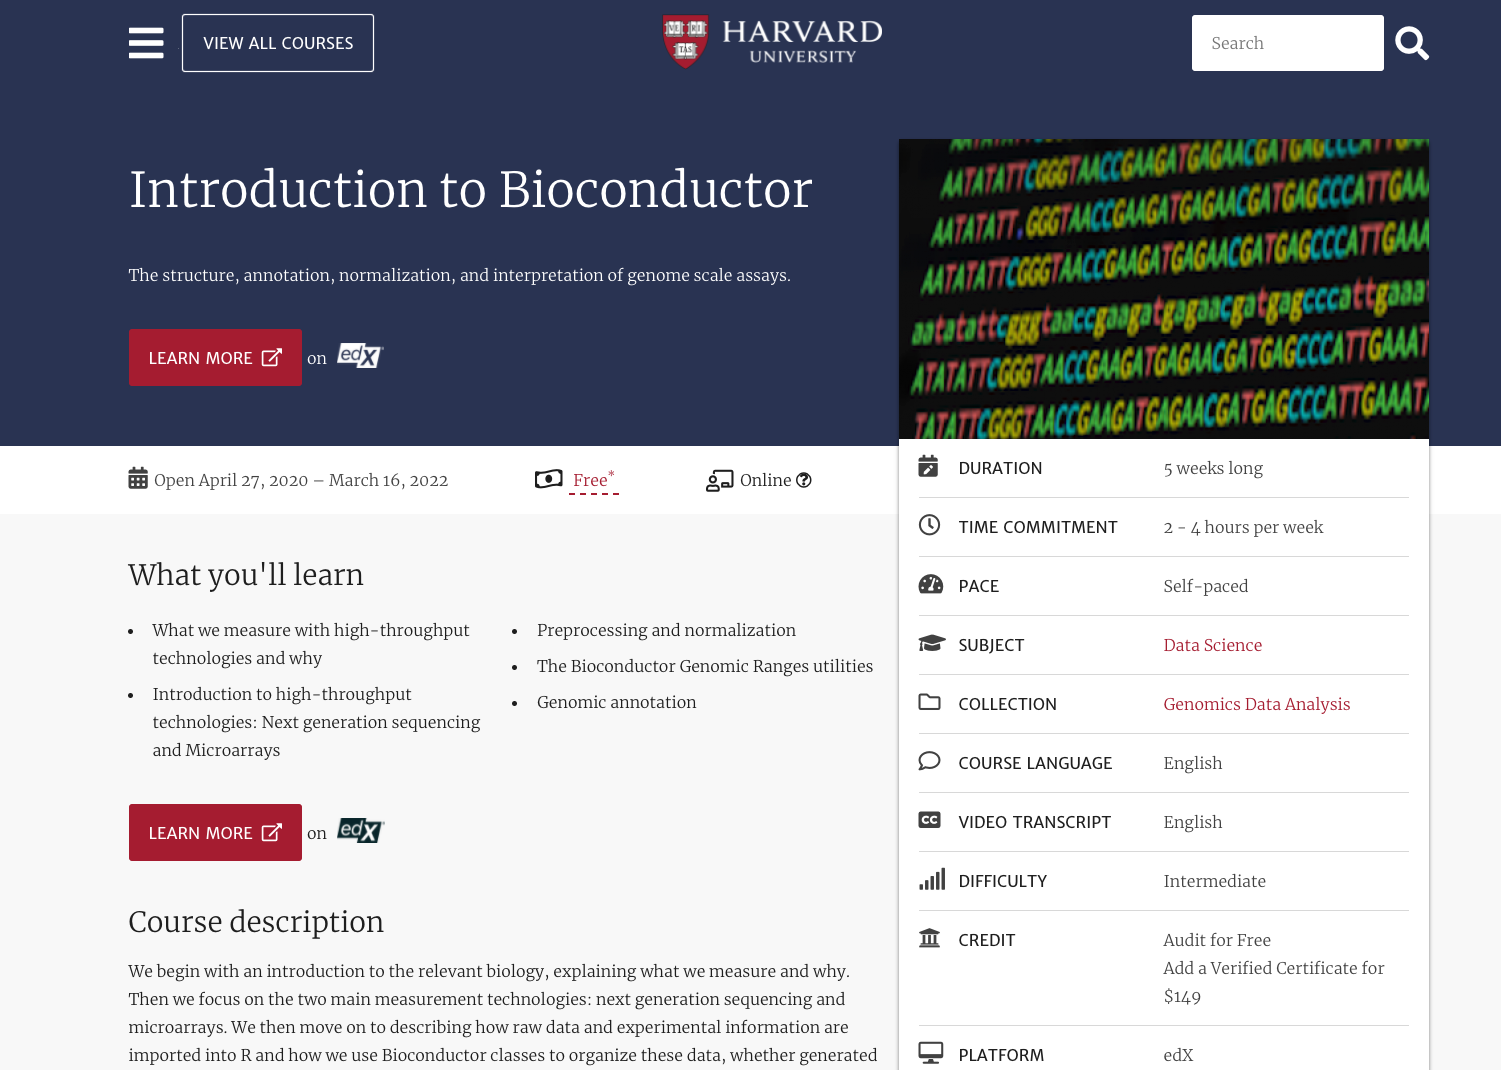 VIEW ALL COURSES
HARVARD
UNIVERSITY
Search
Introduction to Bioconductor
The structure, annotation, normalization, and interpretation of genome scale assays.
LEARN MORE on edX
AATATATTCGGGTAACCGAAGATGAGAACGATGAGCCCATTGAA
AATATATT.GGGTAACCGAAGATGAGAACGATGAGCCCATTGAAA
AATATATTCGGGTAACCGAAGATGAGAACGATGAGCCCATTGAAA
aatatattcgggtaaccgaagatgagaacgatgagcccattgaaa
ATATATTCGGGTAACCGAAGATGAGAACGATGAGCCCATTGAAAT
TATATTCGGGTAACCGAAGATGAGAACGATGAGCCCATTGAAAT
Open April 27, 2020 – March 16, 2022
Free*
Online
What you'll learn
• What we measure with high-throughput
technologies and why
• Introduction to high-throughput
technologies: Next generation sequencing
and Microarrays
• Preprocessing and normalization
• The Bioconductor Genomic Ranges utilities
• Genomic annotation
LEARN MORE on edX
Course description
We begin with an introduction to the relevant biology, explaining what we measure and why.
Then we focus on the two main measurement technologies: next generation sequencing and
microarrays. We then move on to describing how raw data and experimental information are
imported into R and how we use Bioconductor classes to organize these data, whether generated
DURATION 5 weeks long
TIME COMMITMENT 2 - 4 hours per week
PACE Self-paced
SUBJECT Data Science
COLLECTION Genomics Data Analysis
COURSE LANGUAGE English
VIDEO TRANSCRIPT English
DIFFICULTY Intermediate
CREDIT Audit for Free
Add a Verified Certificate for
$149
PLATFORM edX